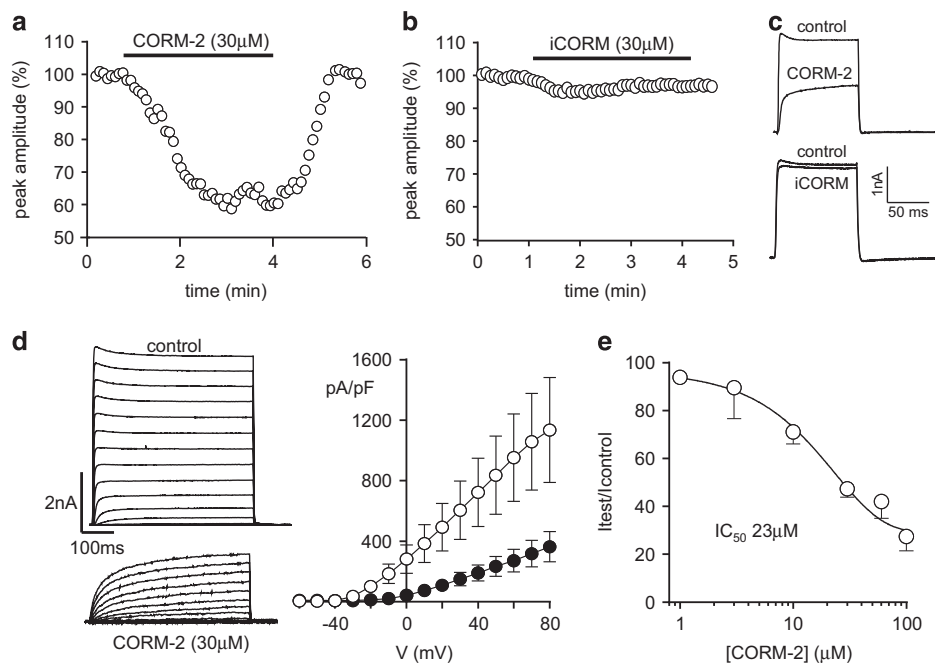 a
CORM-2 (30μM)
110
100
90
80
70
60
50
peak amplitude (%)
0
2
4
6
time (min)
b
iCORM (30μM)
110
100
90
80
70
60
50
peak amplitude (%)
0
1
2
3
4
5
time (min)
c
control
CORM-2
control
iCORM
1nA
50 ms
d
control
2nA
100ms
CORM-2 (30μM)
pA/pF
1600
1200
800
400
-40
0
40
80
V (mV)
e
100
80
60
40
20
0
Itest/Icontrol
IC50 23μM
1
10
100
[CORM-2] (μM)